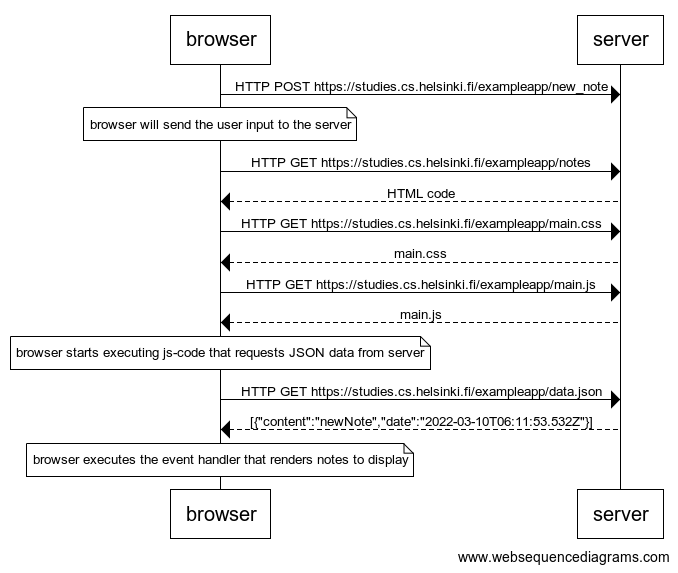 browser
server
HTTP POST https://studies.cs.helsinki.fi/exampleapp/new_note
browser will send the user input to the server
HTTP GET https://studies.cs.helsinki.fi/exampleapp/notes
HTML code
HTTP GET https://studies.cs.helsinki.fi/exampleapp/main.css
main.css
HTTP GET https://studies.cs.helsinki.fi/exampleapp/main.js
main.js
browser starts executing js-code that requests JSON data from server
HTTP GET https://studies.cs.helsinki.fi/exampleapp/data.json
[{"content":"newNote","date":"2022-03-10T06:11:53.532Z"}]
browser executes the event handler that renders notes to display
browser
server
www.websequencediagrams.com